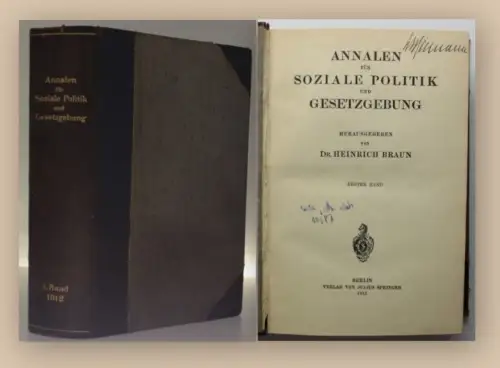 Annalen
für
Soziale Politik
und
Gesetzgebung
1. Band
1912
ANNALEN
FÜR
SOZIALE POLITIK
UND
GESETZGEBUNG
HERAUSGEGEBEN
VON
DR. HEINRICH BRAUN
ERSTER BAND
BERLIN
VERLAG VON JULIUS SPRINGER
1912